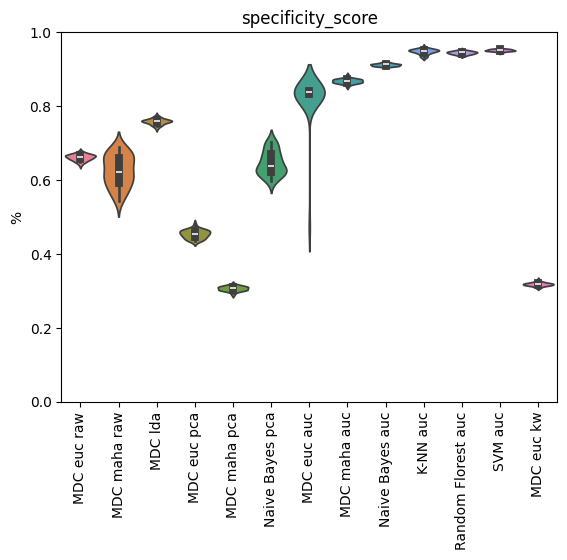 specificity_score
%
1.0
0.8
0.6
0.4
0.2
0.0
MDC euc raw
MDC maha raw
MDC lda
MDC euc pca
MDC maha pca
Naive Bayes pca
MDC euc auc
MDC maha auc
Naive Bayes auc
K-NN auc
Random Florest auc
SVM auc
MDC euc kw